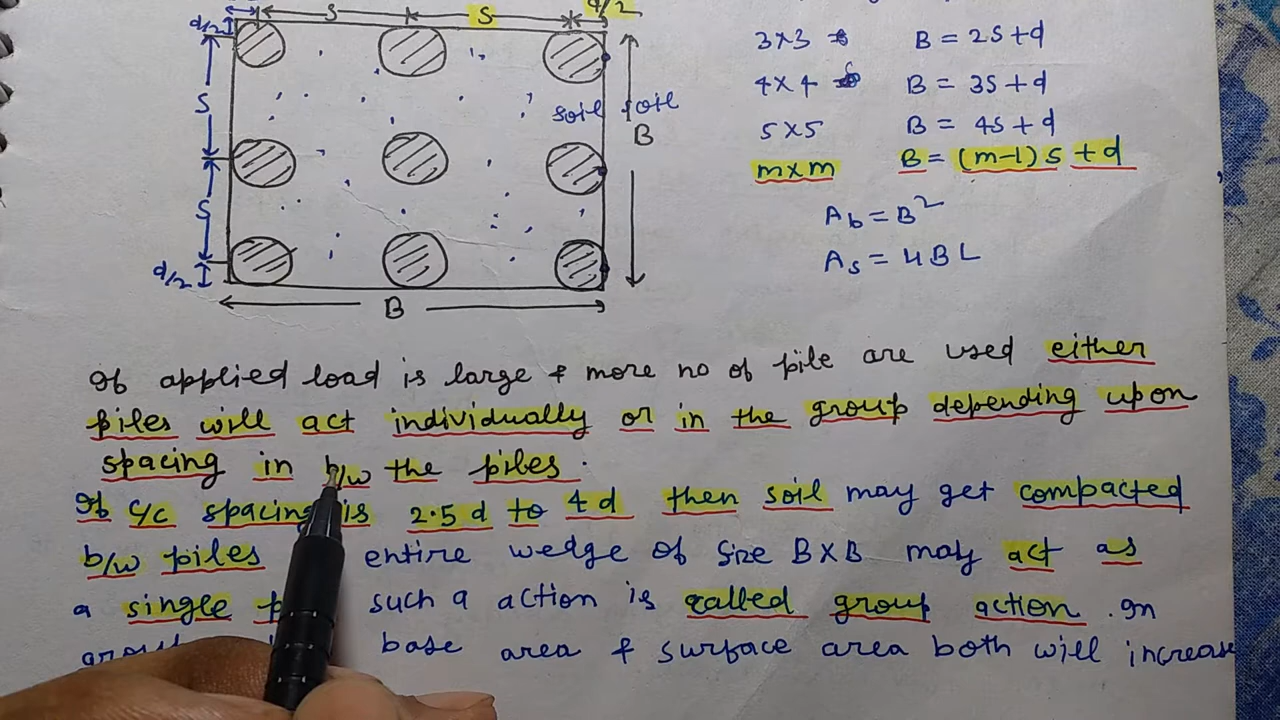 d/2 S S d/2
3×3 B = 2S+d
4×4 B = 3S+d
S soil soil
B
5×5 B = 4S+d
m×m B = (m-1) S + d
S
Ab = B²
As = 4BL
d/2
B
If applied load is large & more no of pile are used either
piles will act individually or in the group depending upon
spacing in b/w the piles.
If c/c spacing is 2.5 d to 4 d then soil may get compacted
b/w piles entire wedge of size B×B may act as
a single such a action is called group action. In
base area & surface area both will increase